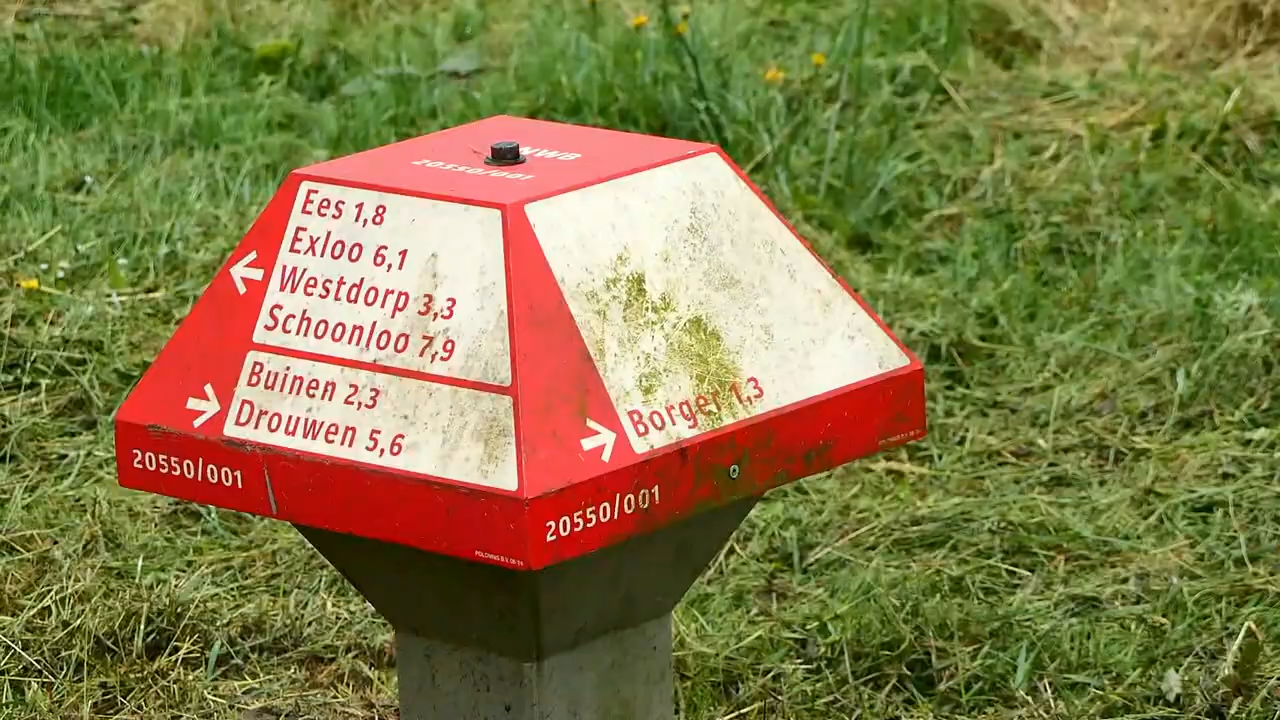 NWB
20550/001
Ees 1,8
Exloo 6,1
Westdorp 3,3
Schoonloo 7,9
Buinen 2,3
Drouwen 5,6
20550/001
Borger 1,3
20550/001